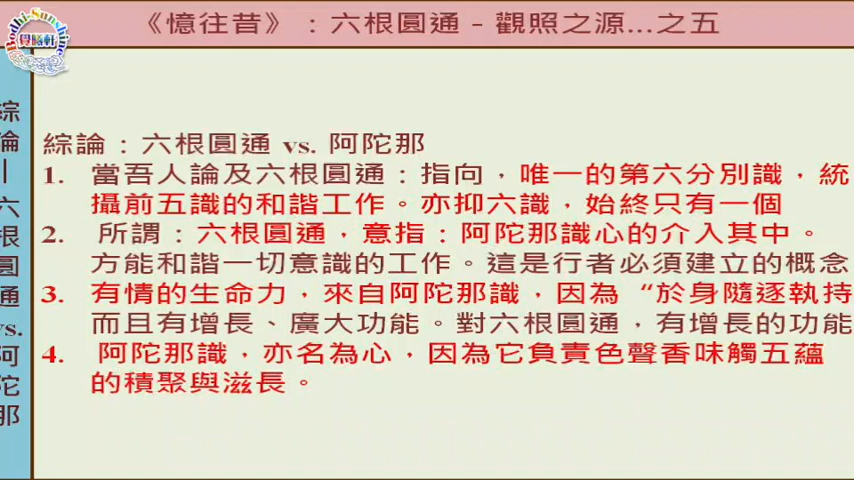 《憶往昔》：六根圓通－觀照之源...之五
Bodhi-Sunshine
覺暘軒
綜論｜六根圓通vs.阿陀那
綜論：六根圓通 vs. 阿陀那
1. 當吾人論及六根圓通：指向，唯一的第六分別識，統
攝前五識的和諧工作。亦抑六識，始終只有一個
2. 所謂：六根圓通，意指：阿陀那識心的介入其中。
方能和諧一切意識的工作。這是行者必須建立的概念
3. 有情的生命力，來自阿陀那識，因為“於身隨逐執持
而且有增長、廣大功能。對六根圓通，有增長的功能
4. 阿陀那識，亦名為心，因為它負責色聲香味觸五蘊
的積聚與滋長。